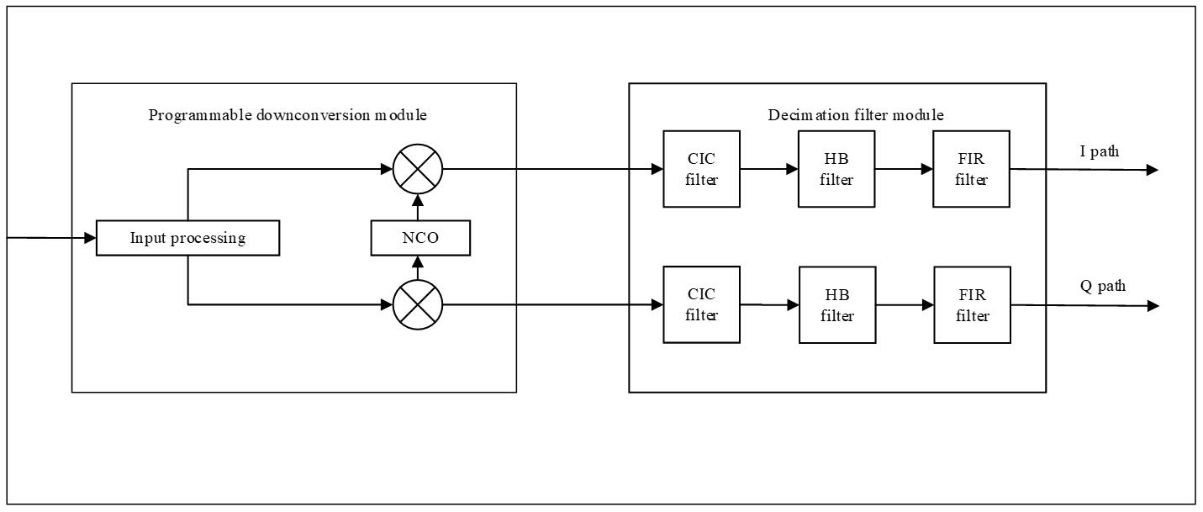 Programmable downconversion module
Decimation filter module
CIC
filter
HB
filter
FIR
filter
I path
Input processing
NCO
CIC
filter
HB
filter
FIR
filter
Q path